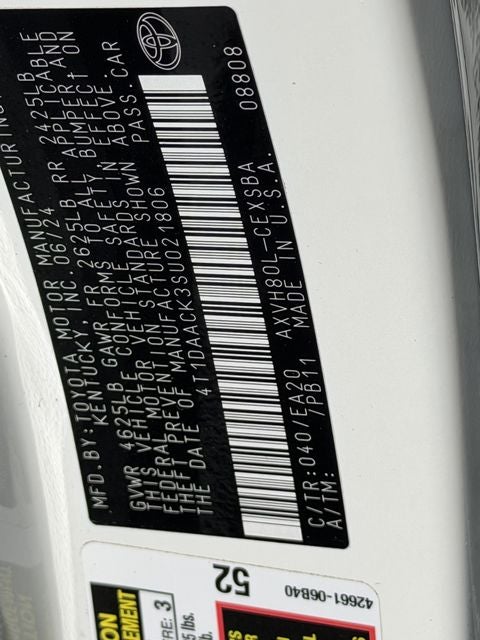 MFD. BY: TOYOTA MOTOR MANUFACTURING,
KENTUCKY, INC. 06/24
GVWR 4625LB GAWR FR 2625LB RR 2425LB
THIS VEHICLE CONFORMS TO ALL APPLICABLE
FEDERAL MOTOR VEHICLE SAFETY, BUMPER, AND
THEFT PREVENTION STANDARDS IN EFFECT ON
THE DATE OF MANUFACTURE SHOWN ABOVE.
4T1DAACK3SU021806 PASS. CAR
C/TR: 040/EA20 AXVH80L-CEXSBA 08808
A/TM: /PB11 MADE IN U.S.A.
52
42661-06B40
3